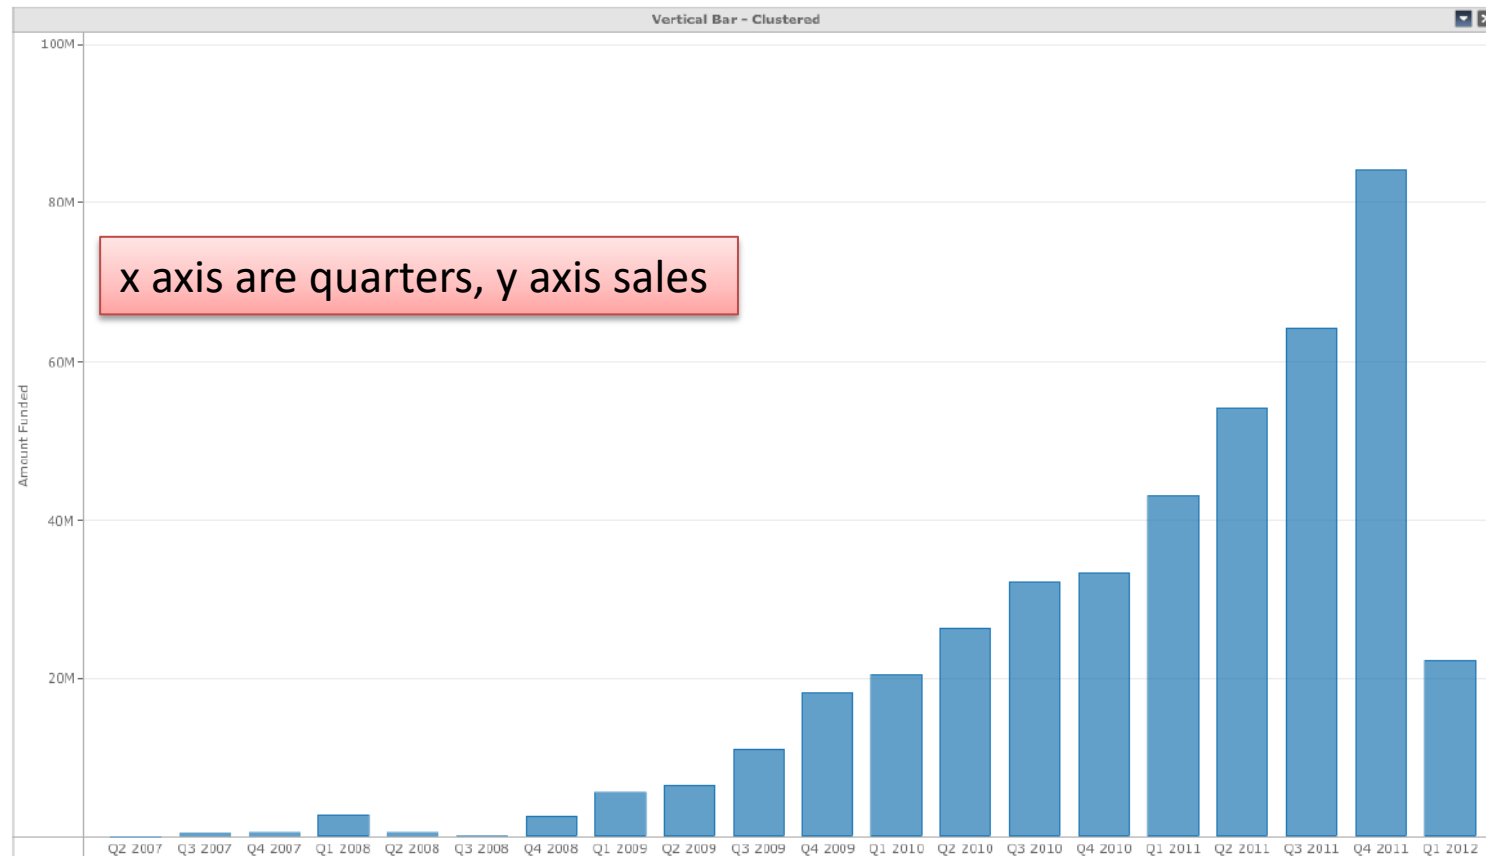 Vertical Bar - Clustered
100M
80M
60M
40M
20M
Amount Funded
x axis are quarters, y axis sales
Q2 2007 Q3 2007 Q4 2007 Q1 2008 Q2 2008 Q3 2008 Q4 2008 Q1 2009 Q2 2009 Q3 2009 Q4 2009 Q1 2010 Q2 2010 Q3 2010 Q4 2010 Q1 2011 Q2 2011 Q3 2011 Q4 2011 Q1 2012